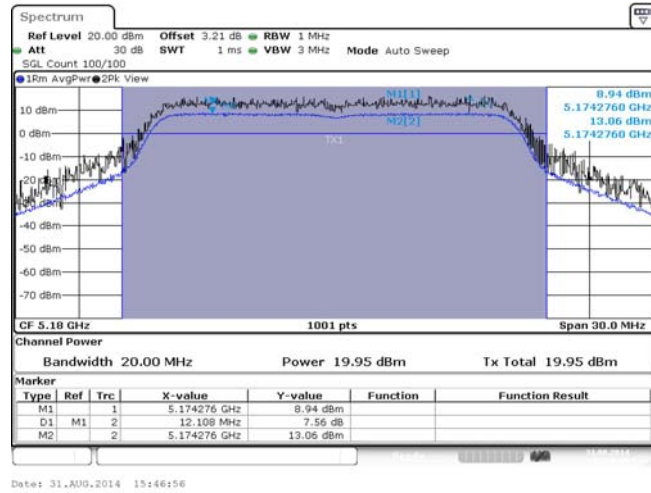 Spectrum
Ref Level 20.00 dBm Offset 3.21 dB RBW 1 MHz
Att 30 dB SWT 1 ms VBW 3 MHz Mode Auto Sweep
SGL Count 100/100
1Rm AvgPwr 2Pk View
M1[1] 8.94 dBm
5.1742760 GHz
10 dBm
M2[2] 13.06 dBm
5.1742760 GHz
0 dBm
TX1
-10 dBm
-40 dBm
-50 dBm
-60 dBm
-70 dBm
CF 5.18 GHz 1001 pts Span 30.0 MHz
Channel Power
Bandwidth 20.00 MHz Power 19.95 dBm Tx Total 19.95 dBm
Marker
Type Ref Trc X-value Y-value Function Function Result
M1 1 5.174276 GHz 8.94 dBm
D1 M1 2 12.108 MHz 7.56 dB
M2 2 5.174276 GHz 13.06 dBm
Date: 31.AUG.2014 15:46:56